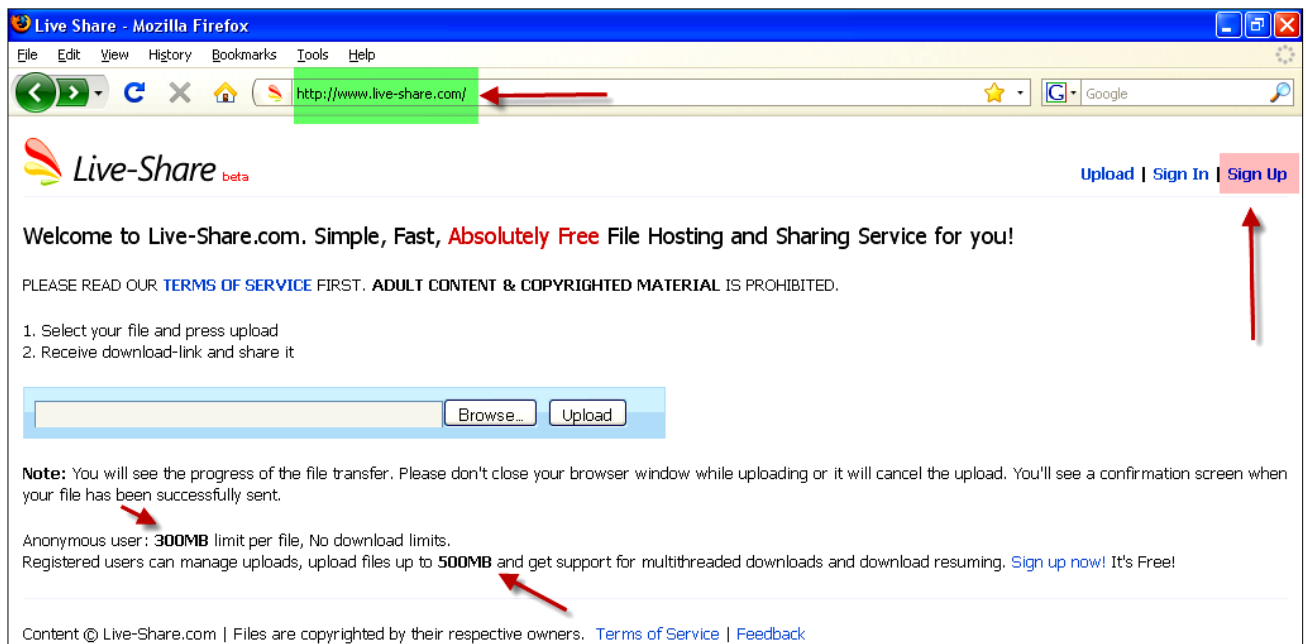 Live Share - Mozilla Firefox
File Edit View History Bookmarks Tools Help
http://www.live-share.com/
G Google
Live-Share beta
Upload | Sign In | Sign Up
Welcome to Live-Share.com. Simple, Fast, Absolutely Free File Hosting and Sharing Service for you!
PLEASE READ OUR TERMS OF SERVICE FIRST. ADULT CONTENT & COPYRIGHTED MATERIAL IS PROHIBITED.
1. Select your file and press upload
2. Receive download-link and share it
Browse... Upload
Note: You will see the progress of the file transfer. Please don't close your browser window while uploading or it will cancel the upload. You'll see a confirmation screen when
your file has been successfully sent.
Anonymous user: 300MB limit per file, No download limits.
Registered users can manage uploads, upload files up to 500MB and get support for multithreaded downloads and download resuming. Sign up now! It's Free!
Content © Live-Share.com | Files are copyrighted by their respective owners. Terms of Service | Feedback